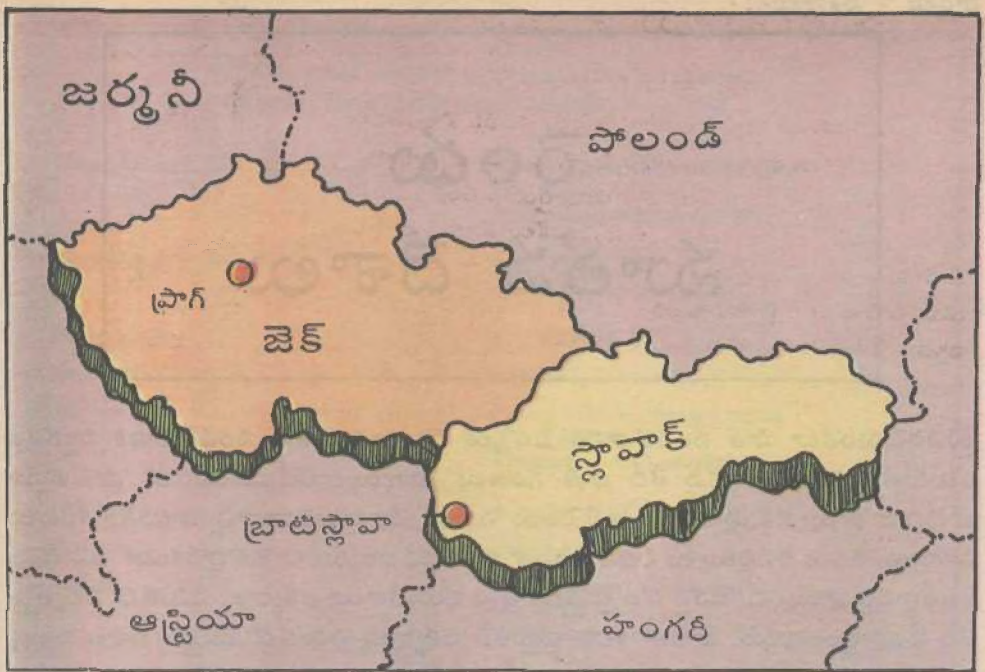 జర్మనీ
పోలండ్
ప్రాగ్
జెక్
స్లొవాక్
బ్రాటిస్లావా
ఆస్ట్రియా
హంగరీ